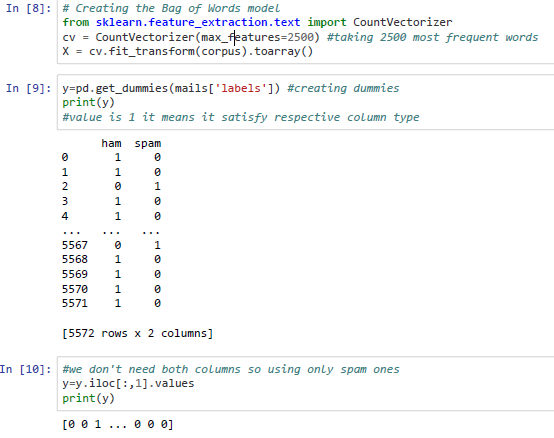 In [8]: # Creating the Bag of Words model
from sklearn.feature_extraction.text import CountVectorizer
cv = CountVectorizer(max_features=2500) #taking 2500 most frequent words
X = cv.fit_transform(corpus).toarray()
In [9]: y=pd.get_dummies(mails['labels']) #creating dummies
print(y)
#value is 1 it means it satisfy respective column type
ham spam
0 1 0
1 1 0
2 0 1
3 1 0
4 1 0
... ... ...
5567 0 1
5568 1 0
5569 1 0
5570 1 0
5571 1 0
[5572 rows x 2 columns]
In [10]: #we don't need both columns so using only spam ones
y=y.iloc[:,1].values
print(y)
[0 0 1 ... 0 0 0]